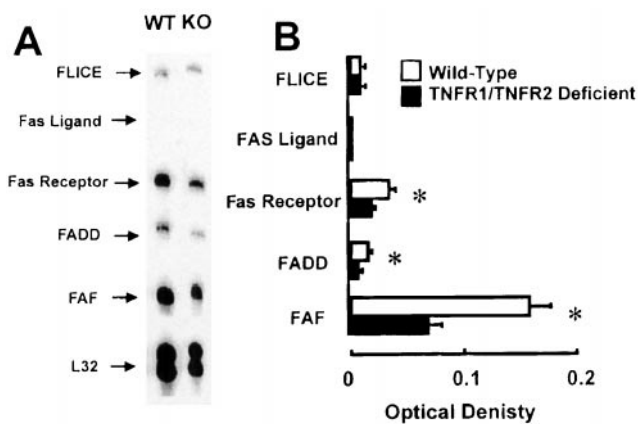 A
WT KO
FLICE
Fas Ligand
Fas Receptor
FADD
FAF
L32
B
Wild-Type
TNFR1/TNFR2 Deficient
FLICE
FAS Ligand
Fas Receptor
*
FADD
*
FAF
*
0 0.1 0.2
Optical Denisty